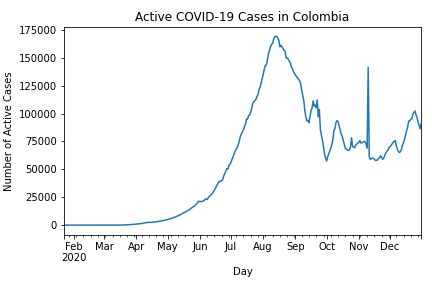 Active COVID-19 Cases in Colombia
Number of Active Cases
175000
150000
125000
100000
75000
50000
25000
0
Feb Mar Apr May Jun Jul Aug Sep Oct Nov Dec
2020
Day